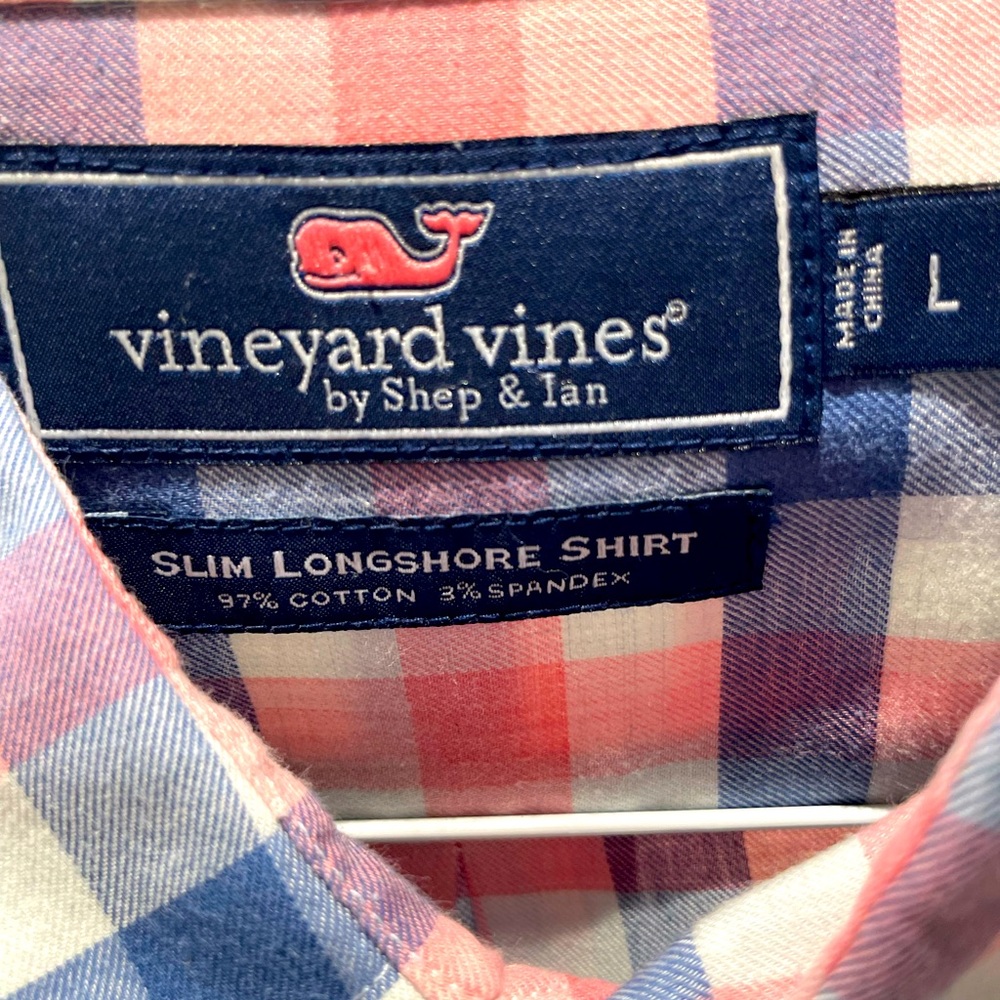 vineyard vines®
by Shep & Ian
MADE IN
CHINA
L
SLIM LONGSHORE SHIRT
97% COTTON 3% SPANDEX